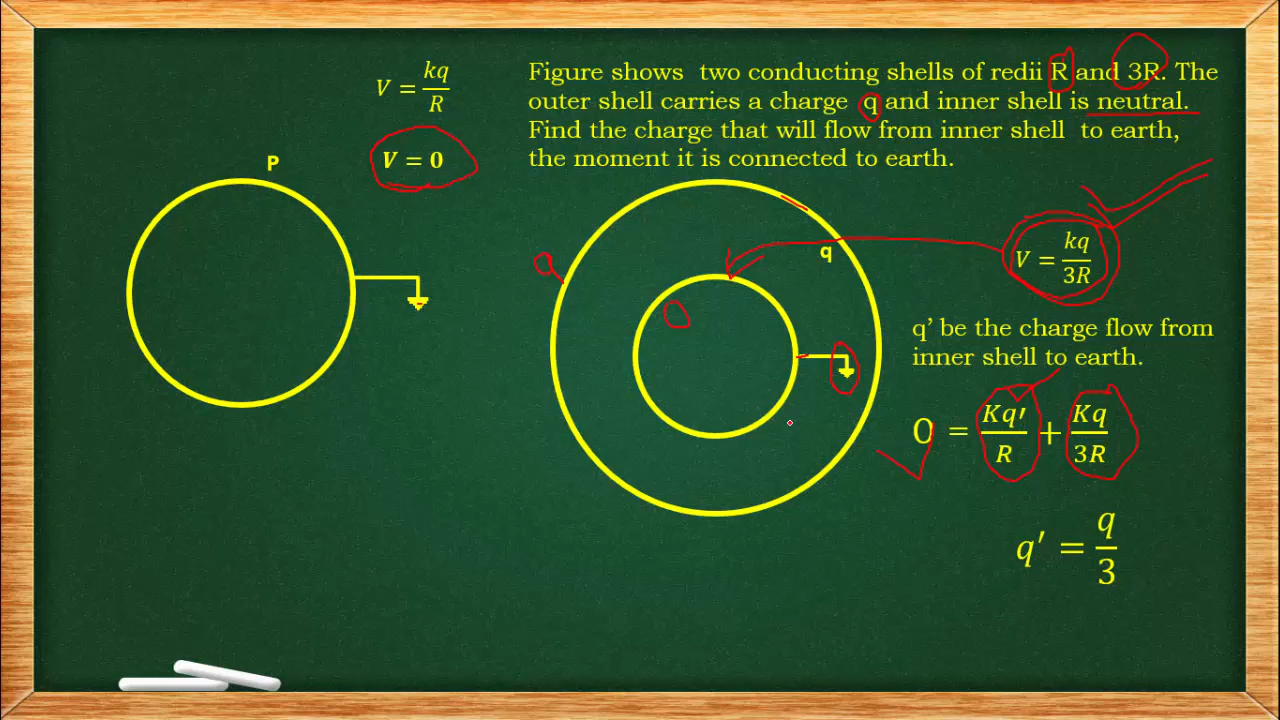 V = kq/R
V = 0
P
Figure shows two conducting shells of redii R and 3R. The
outer shell carries a charge q and inner shell is neutral.
Find the charge that will flow from inner shell to earth,
the moment it is connected to earth.
q
V = kq/3R
q’ be the charge flow from
inner shell to earth.
0 = Kq′/R + Kq/3R
q′ = q/3